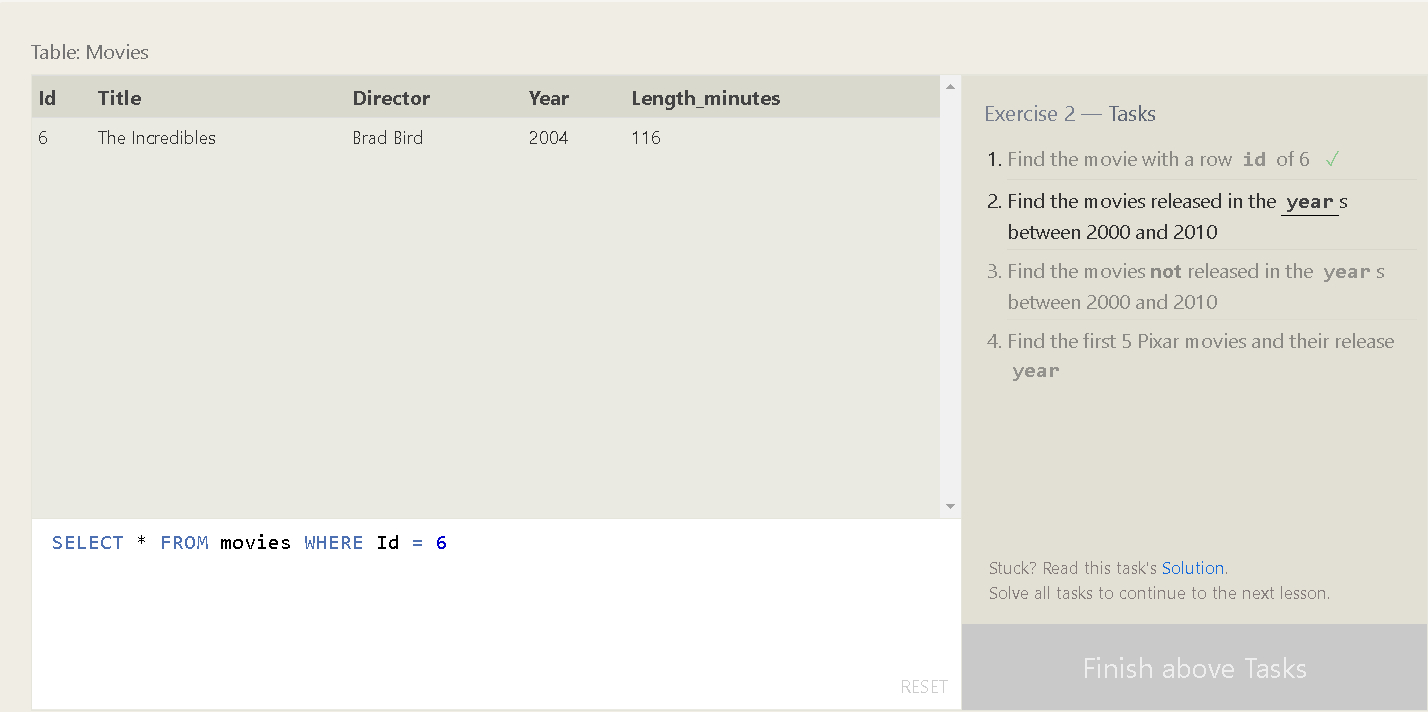 Table: Movies
Id Title Director Year Length_minutes
6 The Incredibles Brad Bird 2004 116
SELECT * FROM movies WHERE Id = 6
RESET
Exercise 2 — Tasks
1. Find the movie with a row id of 6 ✓
2. Find the movies released in the years
between 2000 and 2010
3. Find the movies not released in the years
between 2000 and 2010
4. Find the first 5 Pixar movies and their release
year
Stuck? Read this task's Solution.
Solve all tasks to continue to the next lesson.
Finish above Tasks